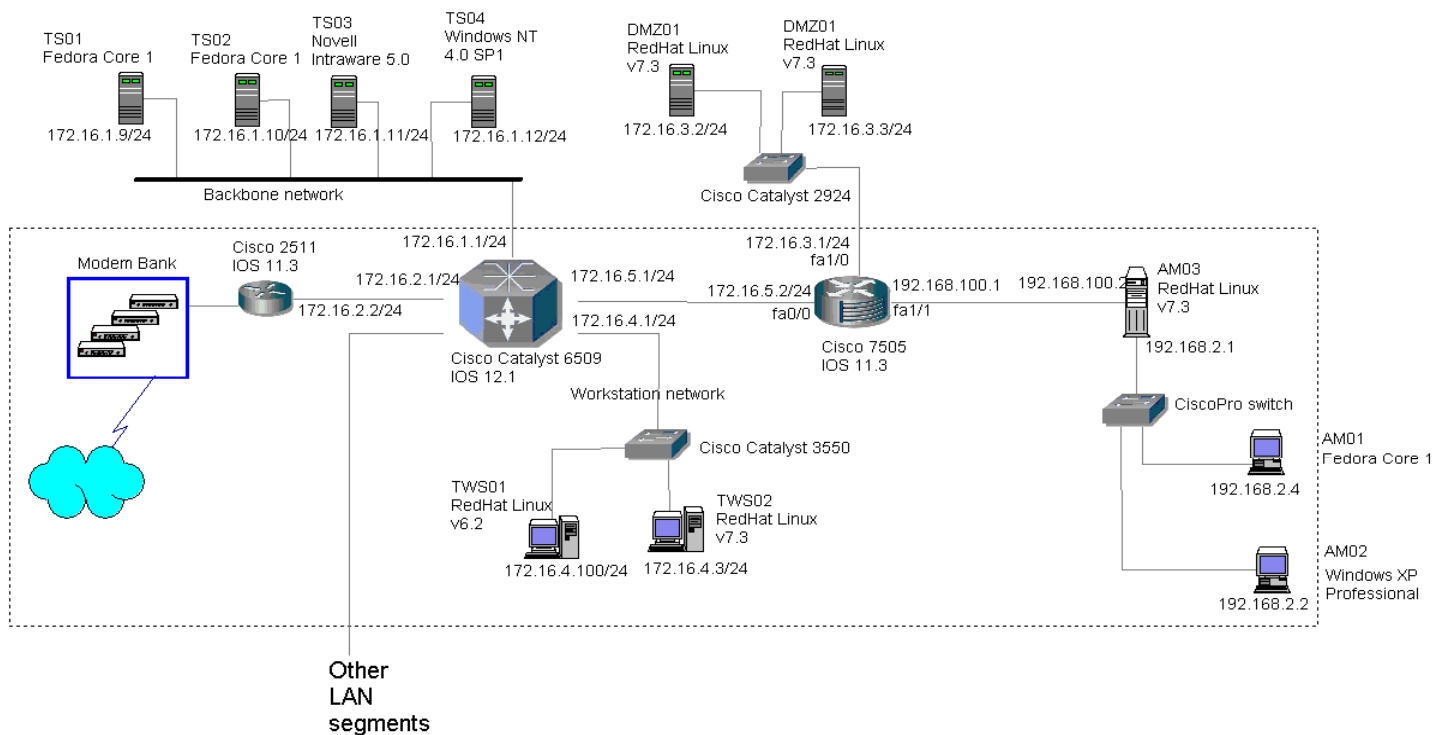 TS01
Fedora Core 1
172.16.1.9/24
TS02
Fedora Core 1
172.16.1.10/24
TS03
Novell
Intraware 5.0
172.16.1.11/24
TS04
Windows NT
4.0 SP1
172.16.1.12/24
DMZ01
RedHat Linux
v7.3
172.16.3.2/24
DMZ01
RedHat Linux
v7.3
172.16.3.3/24
Backbone network
Cisco Catalyst 2924
Modem Bank
Cisco 2511
IOS 11.3
172.16.2.2/24
172.16.1.1/24
172.16.2.1/24
172.16.5.1/24
172.16.4.1/24
Cisco Catalyst 6509
IOS 12.1
172.16.3.1/24
fa1/0
172.16.5.2/24
fa0/0
192.168.100.1
fa1/1
Cisco 7505
IOS 11.3
192.168.100.2
AM03
RedHat Linux
v7.3
192.168.2.1
Workstation network
Cisco Catalyst 3550
CiscoPro switch
TWS01
RedHat Linux
v6.2
172.16.4.100/24
TWS02
RedHat Linux
v7.3
172.16.4.3/24
AM01
Fedora Core 1
192.168.2.4
AM02
Windows XP
Professional
192.168.2.2
Other
LAN
segments